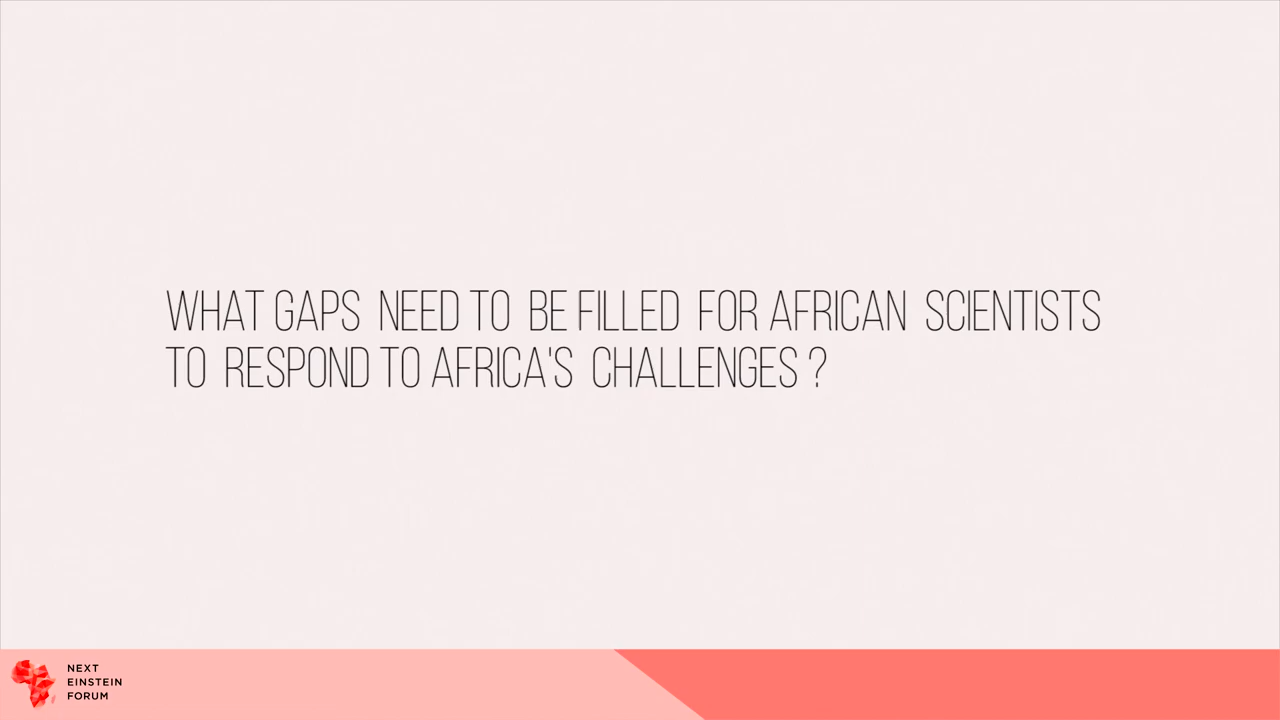 WHAT GAPS NEED TO BE FILLED FOR AFRICAN SCIENTISTS
TO RESPOND TO AFRICA'S CHALLENGES ?
NEXT
EINSTEIN
FORUM